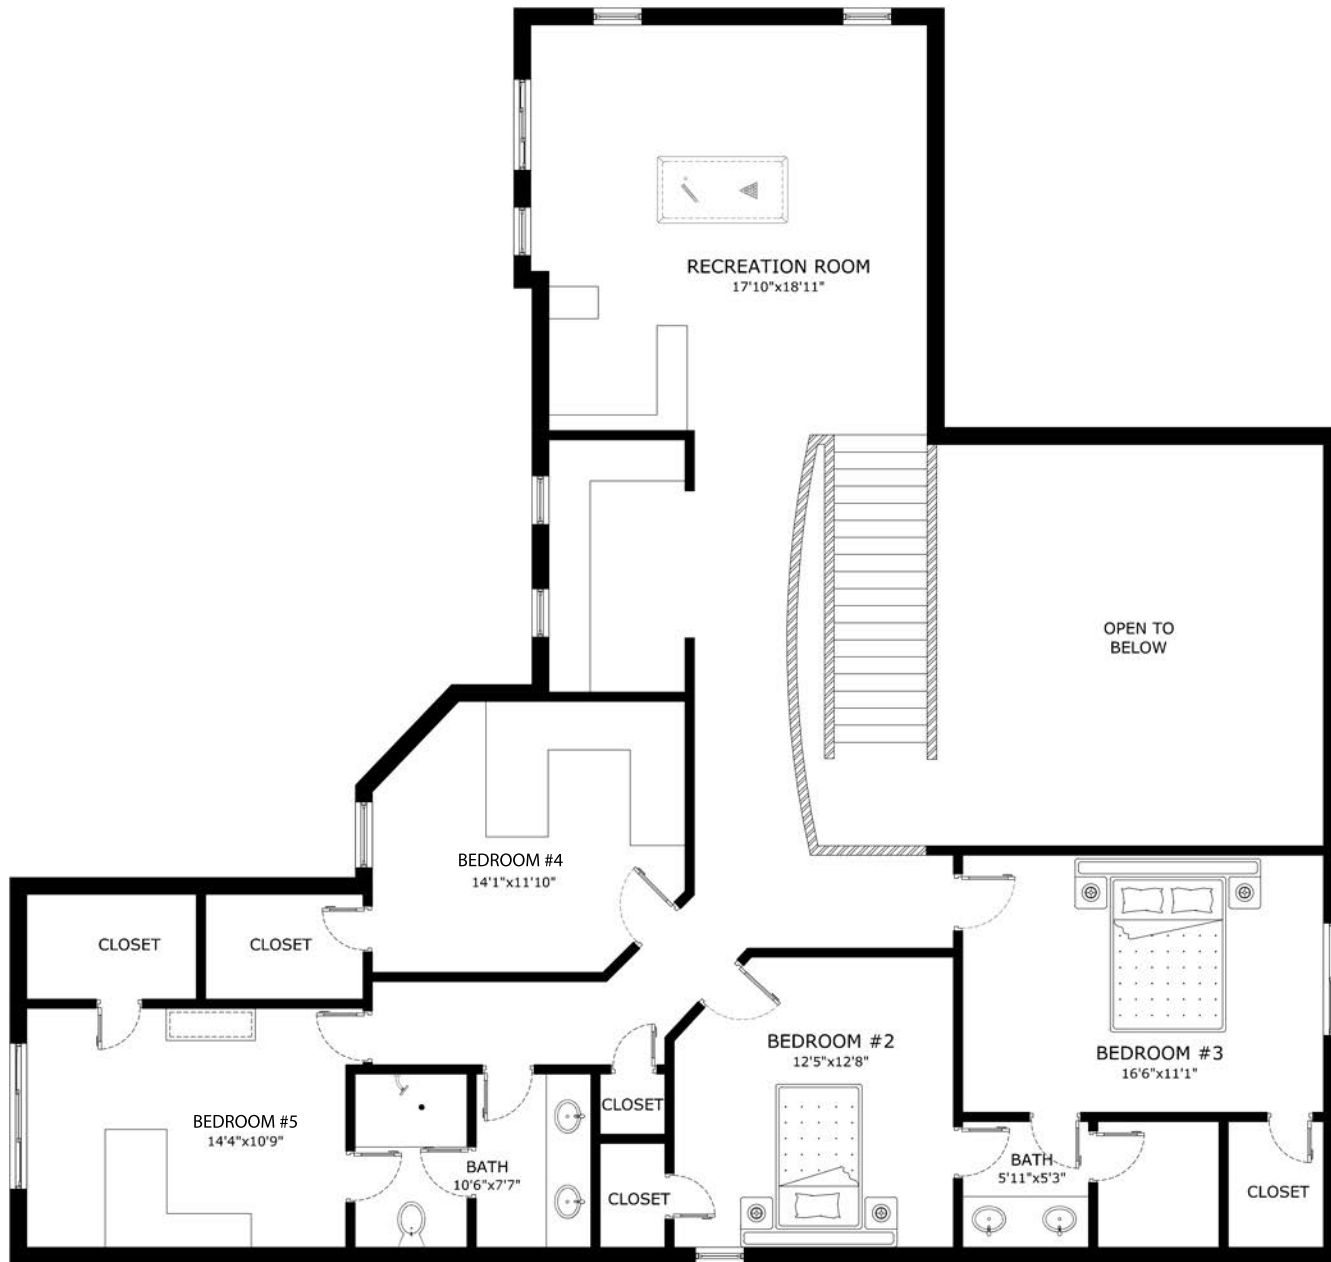 RECREATION ROOM
17'10"x18'11"
OPEN TO
BELOW
BEDROOM #4
14'1"x11'10"
CLOSET
CLOSET
BEDROOM #2
12'5"x12'8"
BEDROOM #3
16'6"x11'1"
BEDROOM #5
14'4"x10'9"
CLOSET
BATH
10'6"x7'7"
BATH
5'11"x5'3"
CLOSET
CLOSET